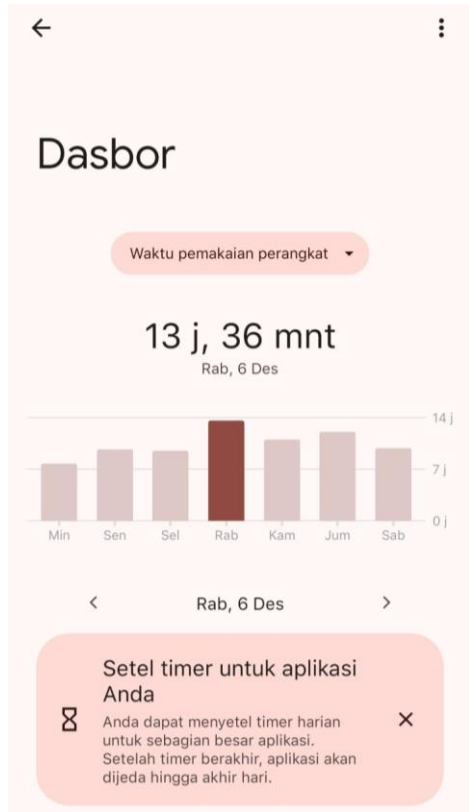 Dasbor
Waktu pemakaian perangkat
13 j, 36 mnt
Rab, 6 Des
14 j
7 j
0 j
Min Sen Sel Rab Kam Jum Sab
Rab, 6 Des
Setel timer untuk aplikasi
Anda
Anda dapat menyetel timer harian
untuk sebagian besar aplikasi.
Setelah timer berakhir, aplikasi akan
dijeda hingga akhir hari.